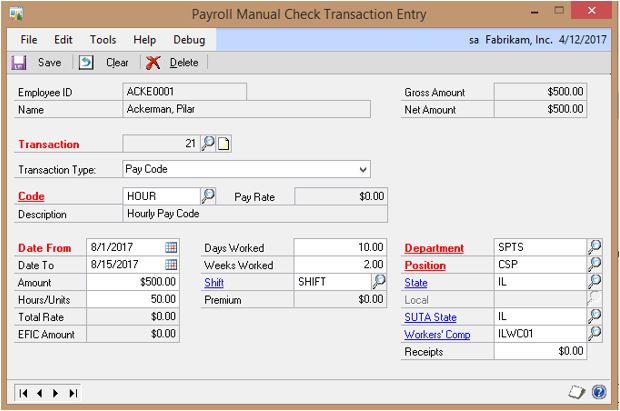 Payroll Manual Check Transaction Entry
File Edit Tools Help Debug sa Fabrikam, Inc. 4/12/2017
Save Clear Delete
Employee ID ACKE0001 Gross Amount $500.00
Name Ackerman, Pilar Net Amount $500.00
Transaction 21
Transaction Type: Pay Code
Code HOUR Pay Rate $0.00
Description Hourly Pay Code
Date From 8/1/2017 Days Worked 10.00 Department SPTS
Date To 8/15/2017 Weeks Worked 2.00 Position CSP
Amount $500.00 Shift SHIFT State IL
Hours/Units 50.00 Premium $0.00 Local
Total Rate $0.00 SUTA State IL
EFIC Amount $0.00 Workers' Comp ILWC01
Receipts $0.00